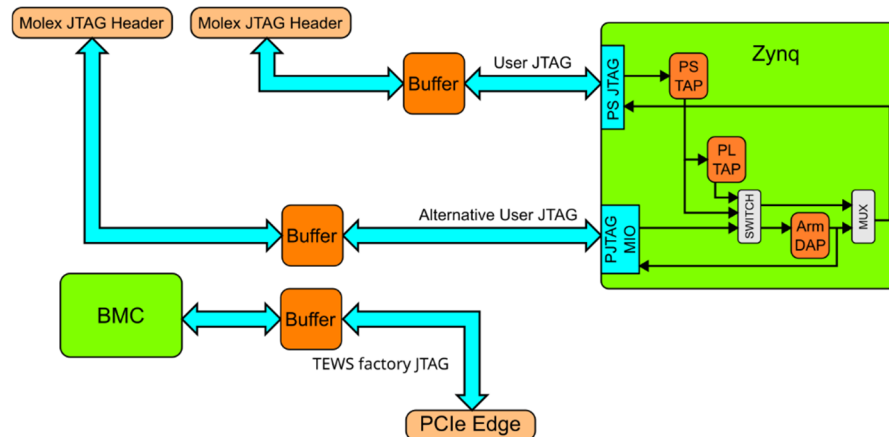 Molex JTAG Header
Molex JTAG Header
Zynq
User JTAG
Buffer
PS JTAG
PS
TAP
PL
TAP
Alternative User JTAG
Buffer
PJTAG
MIO
SWITCH
Arm
DAP
MUX
BMC
Buffer
TEWS factory JTAG
PCIe Edge